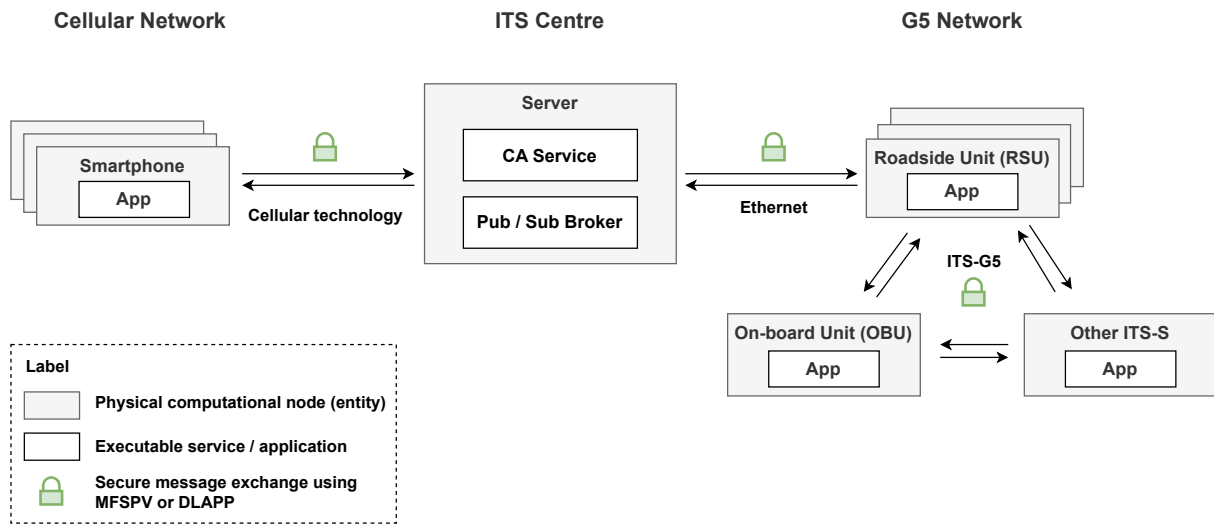 Cellular Network
ITS Centre
G5 Network
Smartphone
App
Cellular technology
Server
CA Service
Pub / Sub Broker
Ethernet
Roadside Unit (RSU)
App
ITS-G5
On-board Unit (OBU)
App
Other ITS-S
App
Label
Physical computational node (entity)
Executable service / application
Secure message exchange using
MFSPV or DLAPP